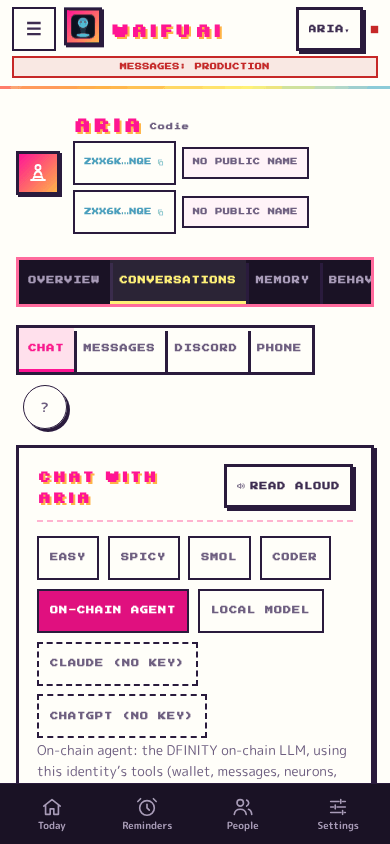 WAIFU AI
ARIA.
MESSAGES: PRODUCTION
ARIA Codie
ZXX6K…NQE NO PUBLIC NAME
ZXX6K…NQE NO PUBLIC NAME
OVERVIEW CONVERSATIONS MEMORY BEHAV
CHAT MESSAGES DISCORD PHONE
?
CHAT WITH
ARIA
READ ALOUD
EASY SPICY SMOL CODER
ON-CHAIN AGENT LOCAL MODEL
CLAUDE (NO KEY)
CHATGPT (NO KEY)
On-chain agent: the DFINITY on-chain LLM, using
this identity's tools (wallet, messages, neurons,
Today Reminders People Settings